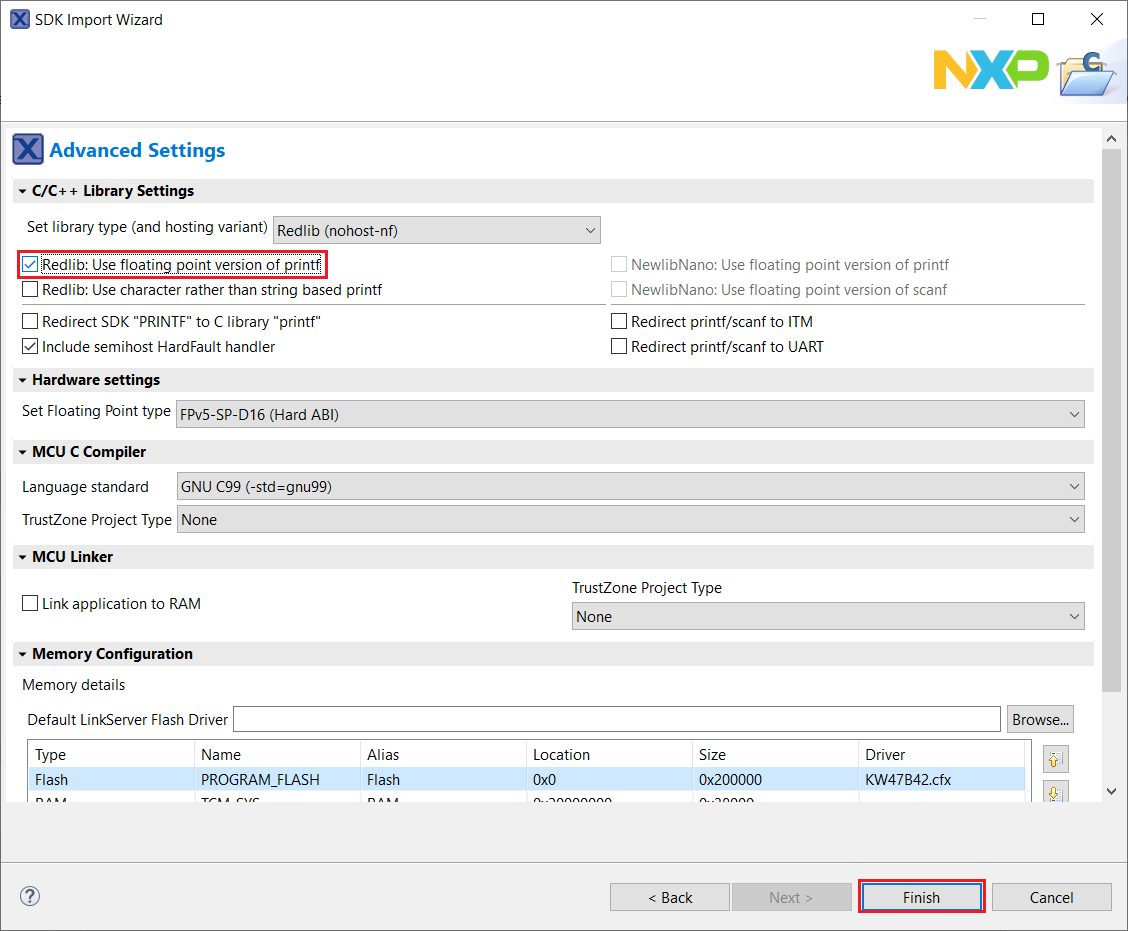 SDK Import Wizard
NXP
Advanced Settings
C/C++ Library Settings
Set library type (and hosting variant) Redlib (nohost-nf)
Redlib: Use floating point version of printf NewlibNano: Use floating point version of printf
Redlib: Use character rather than string based printf NewlibNano: Use floating point version of scanf
Redirect SDK "PRINTF" to C library "printf" Redirect printf/scanf to ITM
Include semihost HardFault handler Redirect printf/scanf to UART
Hardware settings
Set Floating Point type FPv5-SP-D16 (Hard ABI)
MCU C Compiler
Language standard GNU C99 (-std=gnu99)
TrustZone Project Type None
MCU Linker
TrustZone Project Type
Link application to RAM
None
Memory Configuration
Memory details
Default LinkServer Flash Driver Browse...
Type Name Alias Location Size Driver
Flash PROGRAM_FLASH Flash 0x0 0x200000 KW47B42.cfx
< Back Next > Finish Cancel